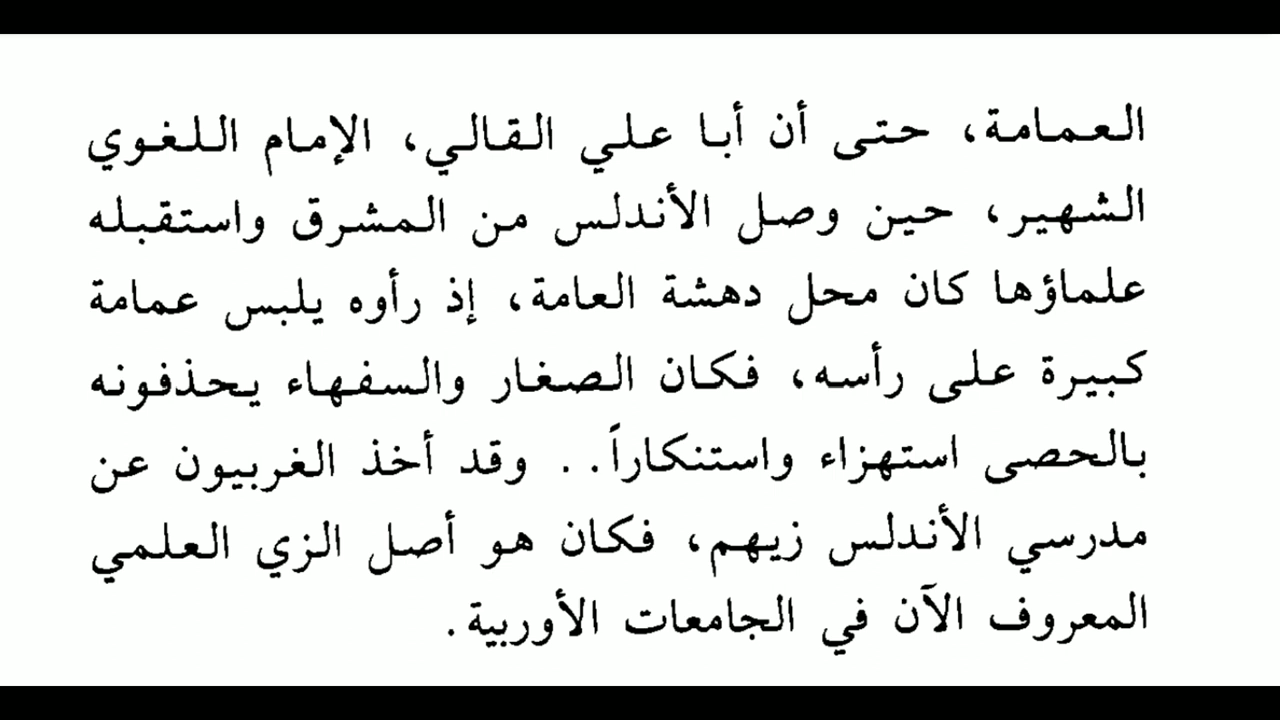 العمامة، حتى أن أبا علي القالي، الإمام اللغوي
الشهير، حين وصل الأندلس من المشرق واستقبله
علماؤها كان محل دهشة العامة، إذ رأوه يلبس عمامة
كبيرة على رأسه، فكان الصغار والسفهاء يحذفونه
بالحصى استهزاء واستنكاراً.. وقد أخذ الغربيون عن
مدرسي الأندلس زيهم، فكان هو أصل الزي العلمي
المعروف الآن في الجامعات الأوربية.